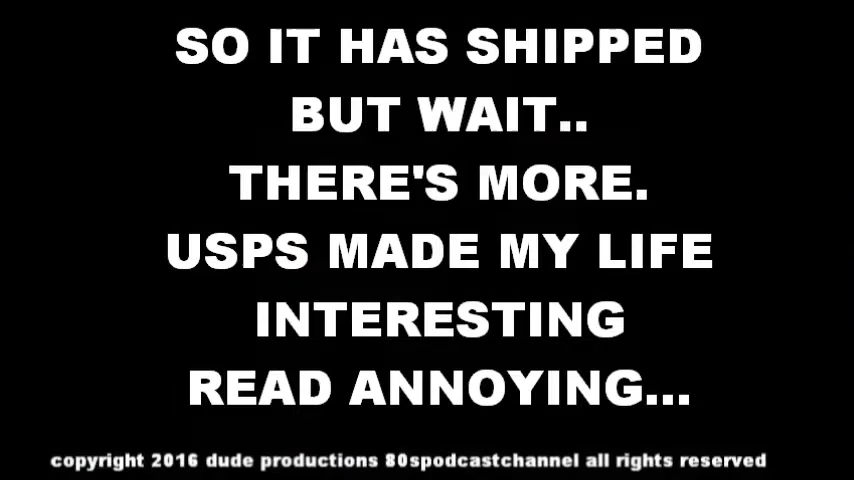 SO IT HAS SHIPPED
BUT WAIT..
THERE'S MORE.
USPS MADE MY LIFE
INTERESTING
READ ANNOYING...
copyright 2016 dude productions 80spodcastchannel all rights reserved